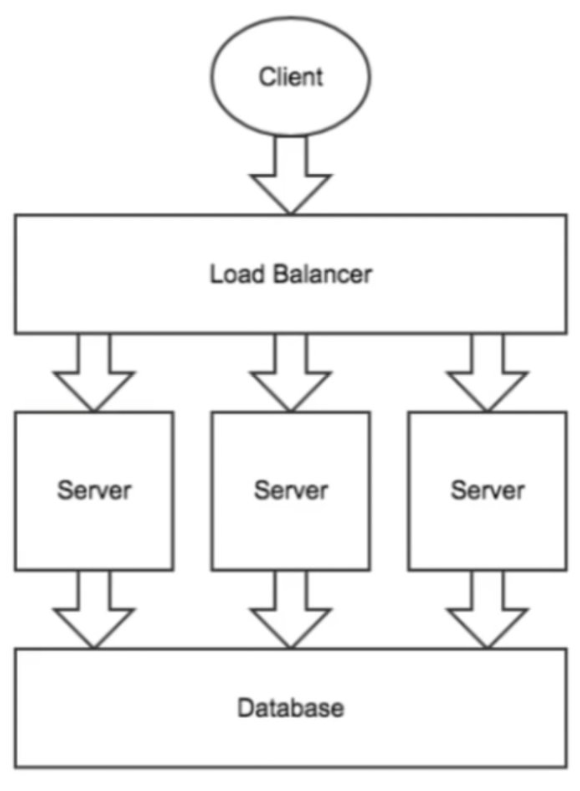 Client
Load Balancer
Server
Server
Server
Database